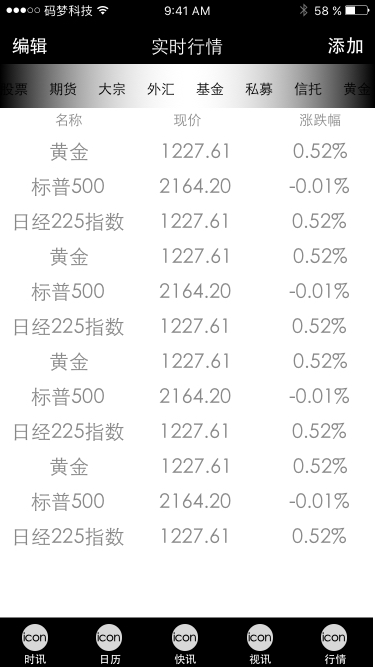 码梦科技 9:41 AM 58 %
编辑 实时行情 添加
股票 期货 大宗 外汇 基金 私募 信托 黄金
名称 现价 涨跌幅
黄金 1227.61 0.52%
标普500 2164.20 -0.01%
日经225指数 1227.61 0.52%
黄金 1227.61 0.52%
标普500 2164.20 -0.01%
日经225指数 1227.61 0.52%
黄金 1227.61 0.52%
标普500 2164.20 -0.01%
日经225指数 1227.61 0.52%
黄金 1227.61 0.52%
标普500 2164.20 -0.01%
日经225指数 1227.61 0.52%
icon icon icon icon icon
时讯 日历 快讯 视讯 行情